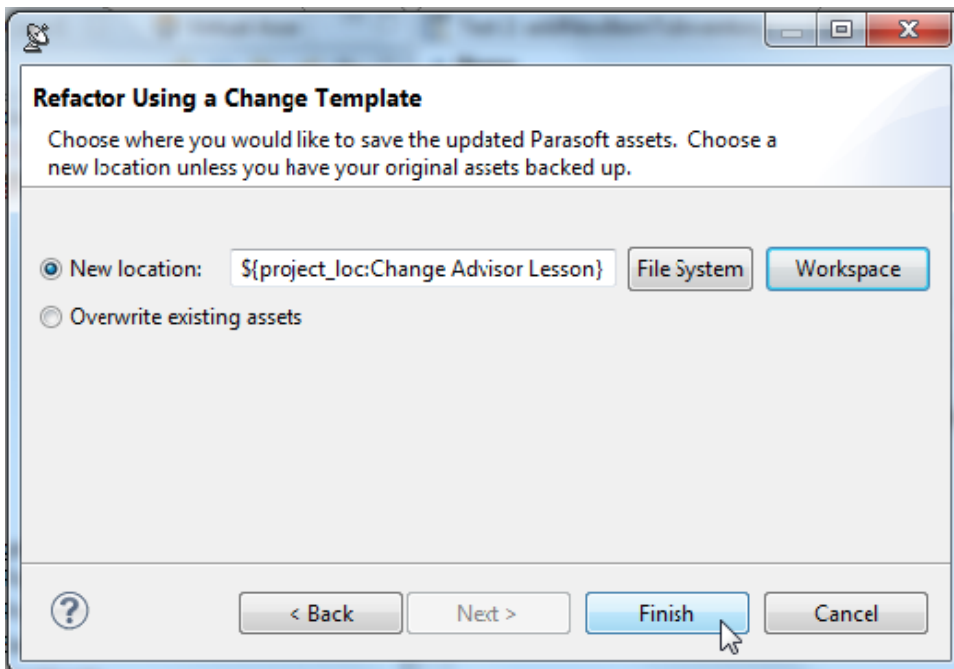 Refactor Using a Change Template
Choose where you would like to save the updated Parasoft assets. Choose a
new location unless you have your original assets backed up.
New location: ${project_loc:Change Advisor Lesson} File System Workspace
Overwrite existing assets
< Back Next > Finish Cancel